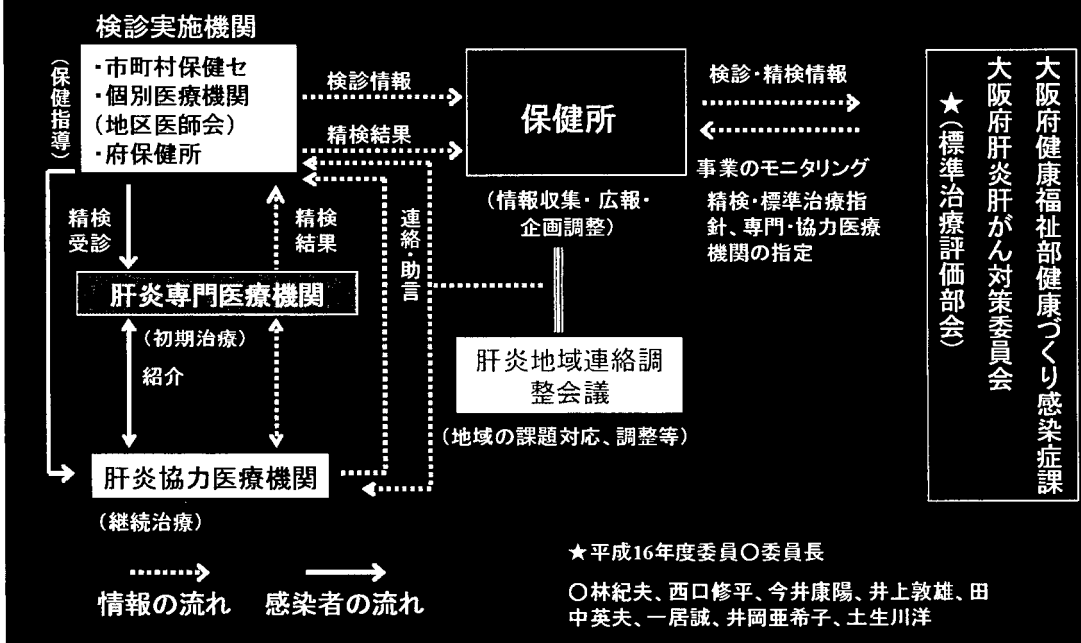 検診実施機関
・市町村保健セ
・個別医療機関
(地区医師会)
・府保健所
(保健指導)
検診情報
精検結果
保健所
(情報収集・広報・
企画調整)
検診・精検情報
事業のモニタリング
精検・標準治療指
針、専門・協力医療
機関の指定
大阪府健康福祉部健康づくり感染症課
大阪府肝炎肝がん対策委員会
★(標準治療評価部会)
精検
受診
精検
結果
連絡・助言
肝炎専門医療機関
(初期治療)
紹介
肝炎地域連絡調
整会議
(地域の課題対応、調整等)
肝炎協力医療機関
(継続治療)
情報の流れ
感染者の流れ
★平成16年度委員〇委員長
〇林紀夫、西口修平、今井康陽、井上敦雄、田
中英夫、一居誠、井岡亜希子、土生川洋